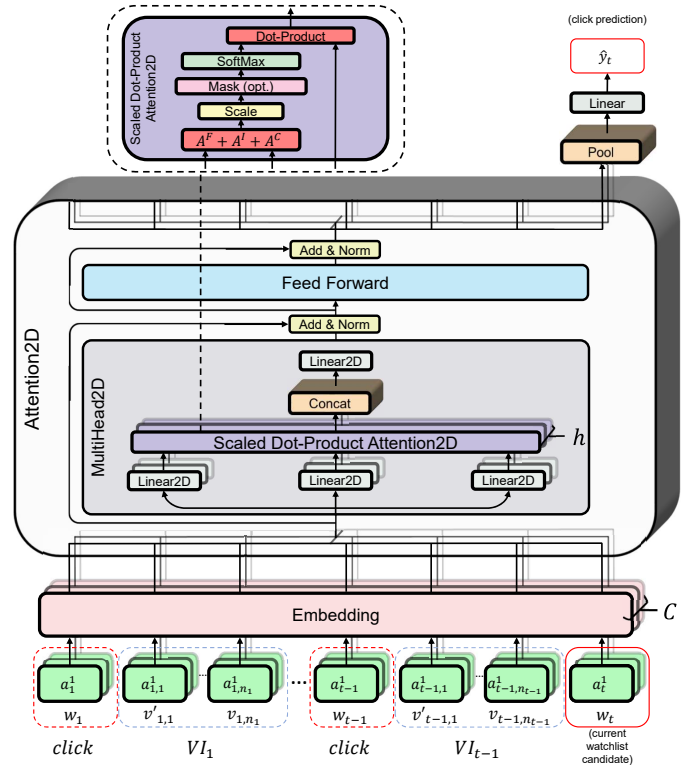 (click prediction)
ŷ_t
Linear
Pool
Scaled Dot-Product
Attention2D
Dot-Product
SoftMax
Mask (opt.)
Scale
A^F + A^I + A^C
Attention2D
Add & Norm
Feed Forward
Add & Norm
MultiHead2D
Linear2D
Concat
Scaled Dot-Product Attention2D
h
Linear2D Linear2D Linear2D
Embedding
C
a^1_1 a^1_{1,1} ... a^1_{1,n_1} ... a^1_{t−1} a^1_{t−1,1} ... a^1_{t−1,n_{t−1}} a^1_t
w_1 v'_{1,1} v_{1,n_1} w_{t−1} v'_{t−1,1} v_{t−1,n_{t−1}} w_t
click VI_1 click VI_{t−1}
(current
watchlist
candidate)